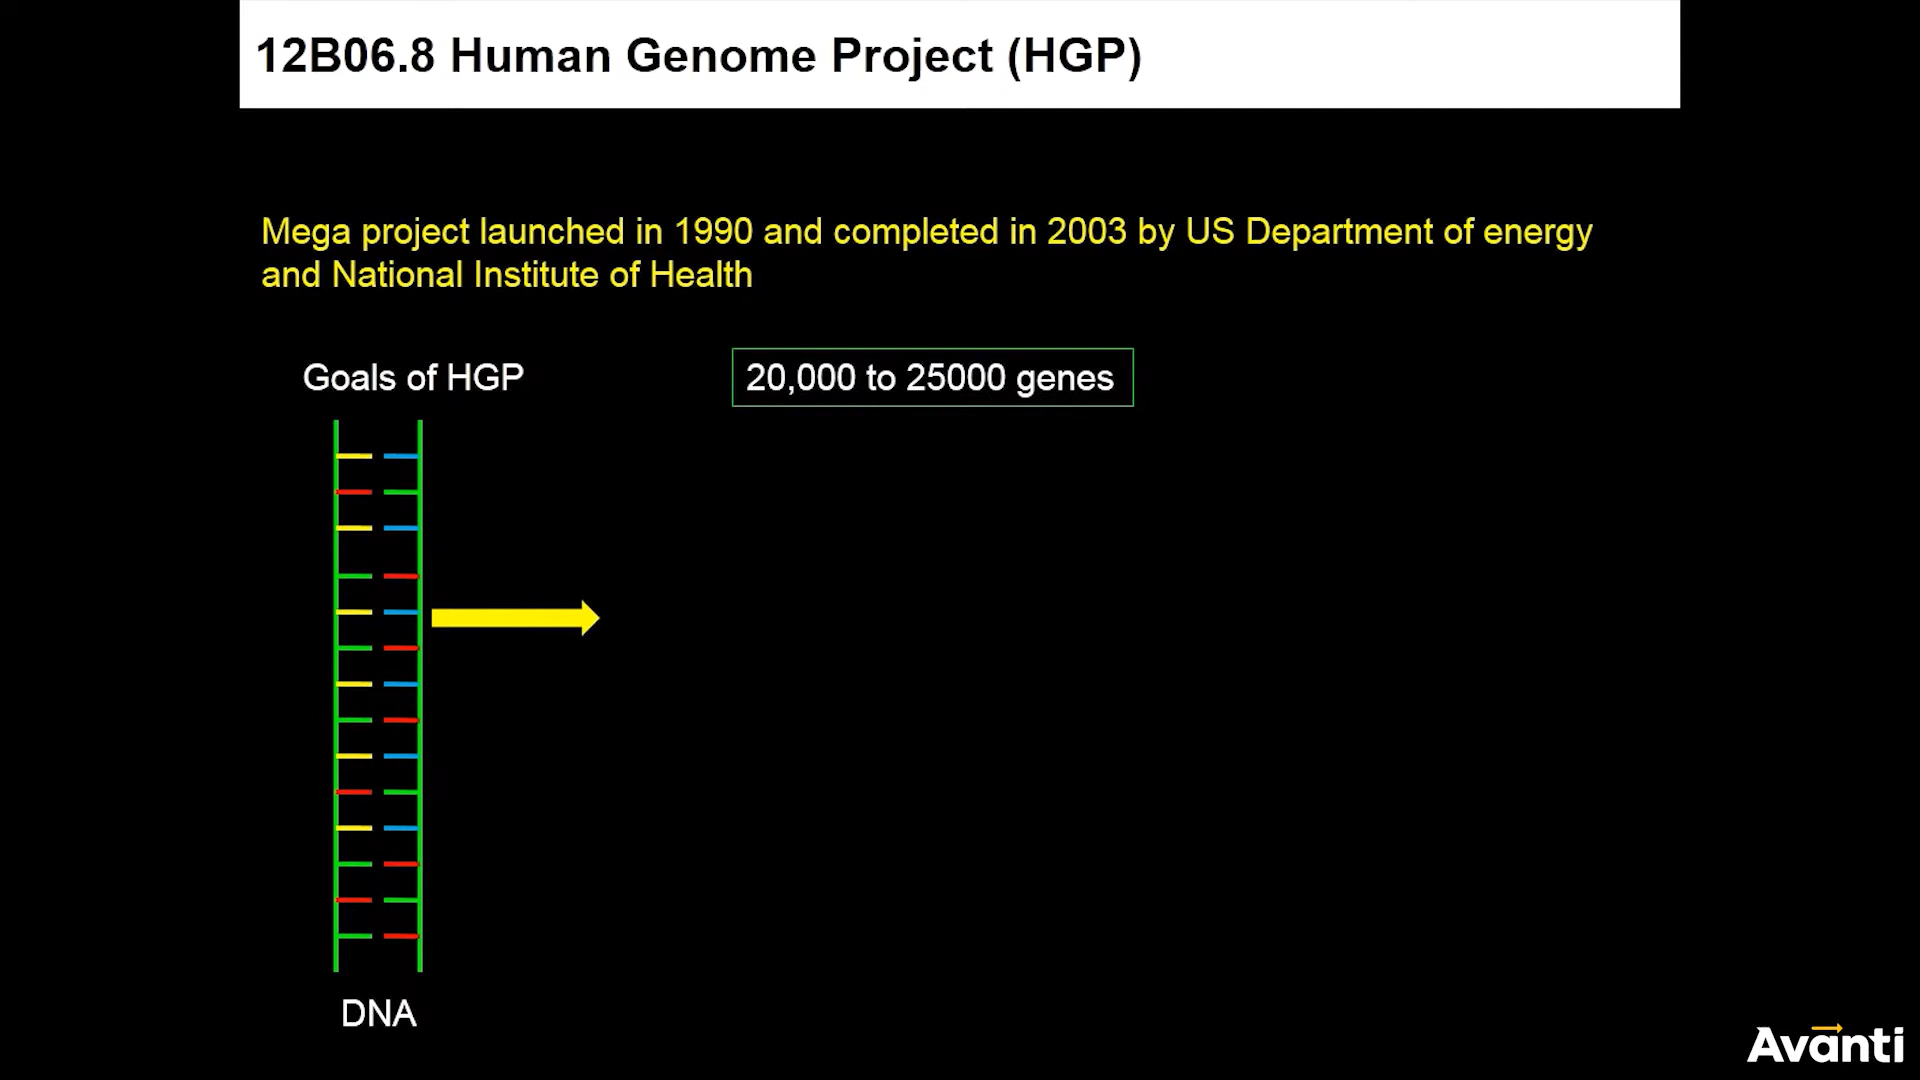 12B06.8 Human Genome Project (HGP)
Mega project launched in 1990 and completed in 2003 by US Department of energy
and National Institute of Health
Goals of HGP
20,000 to 25000 genes
DNA
Avanti